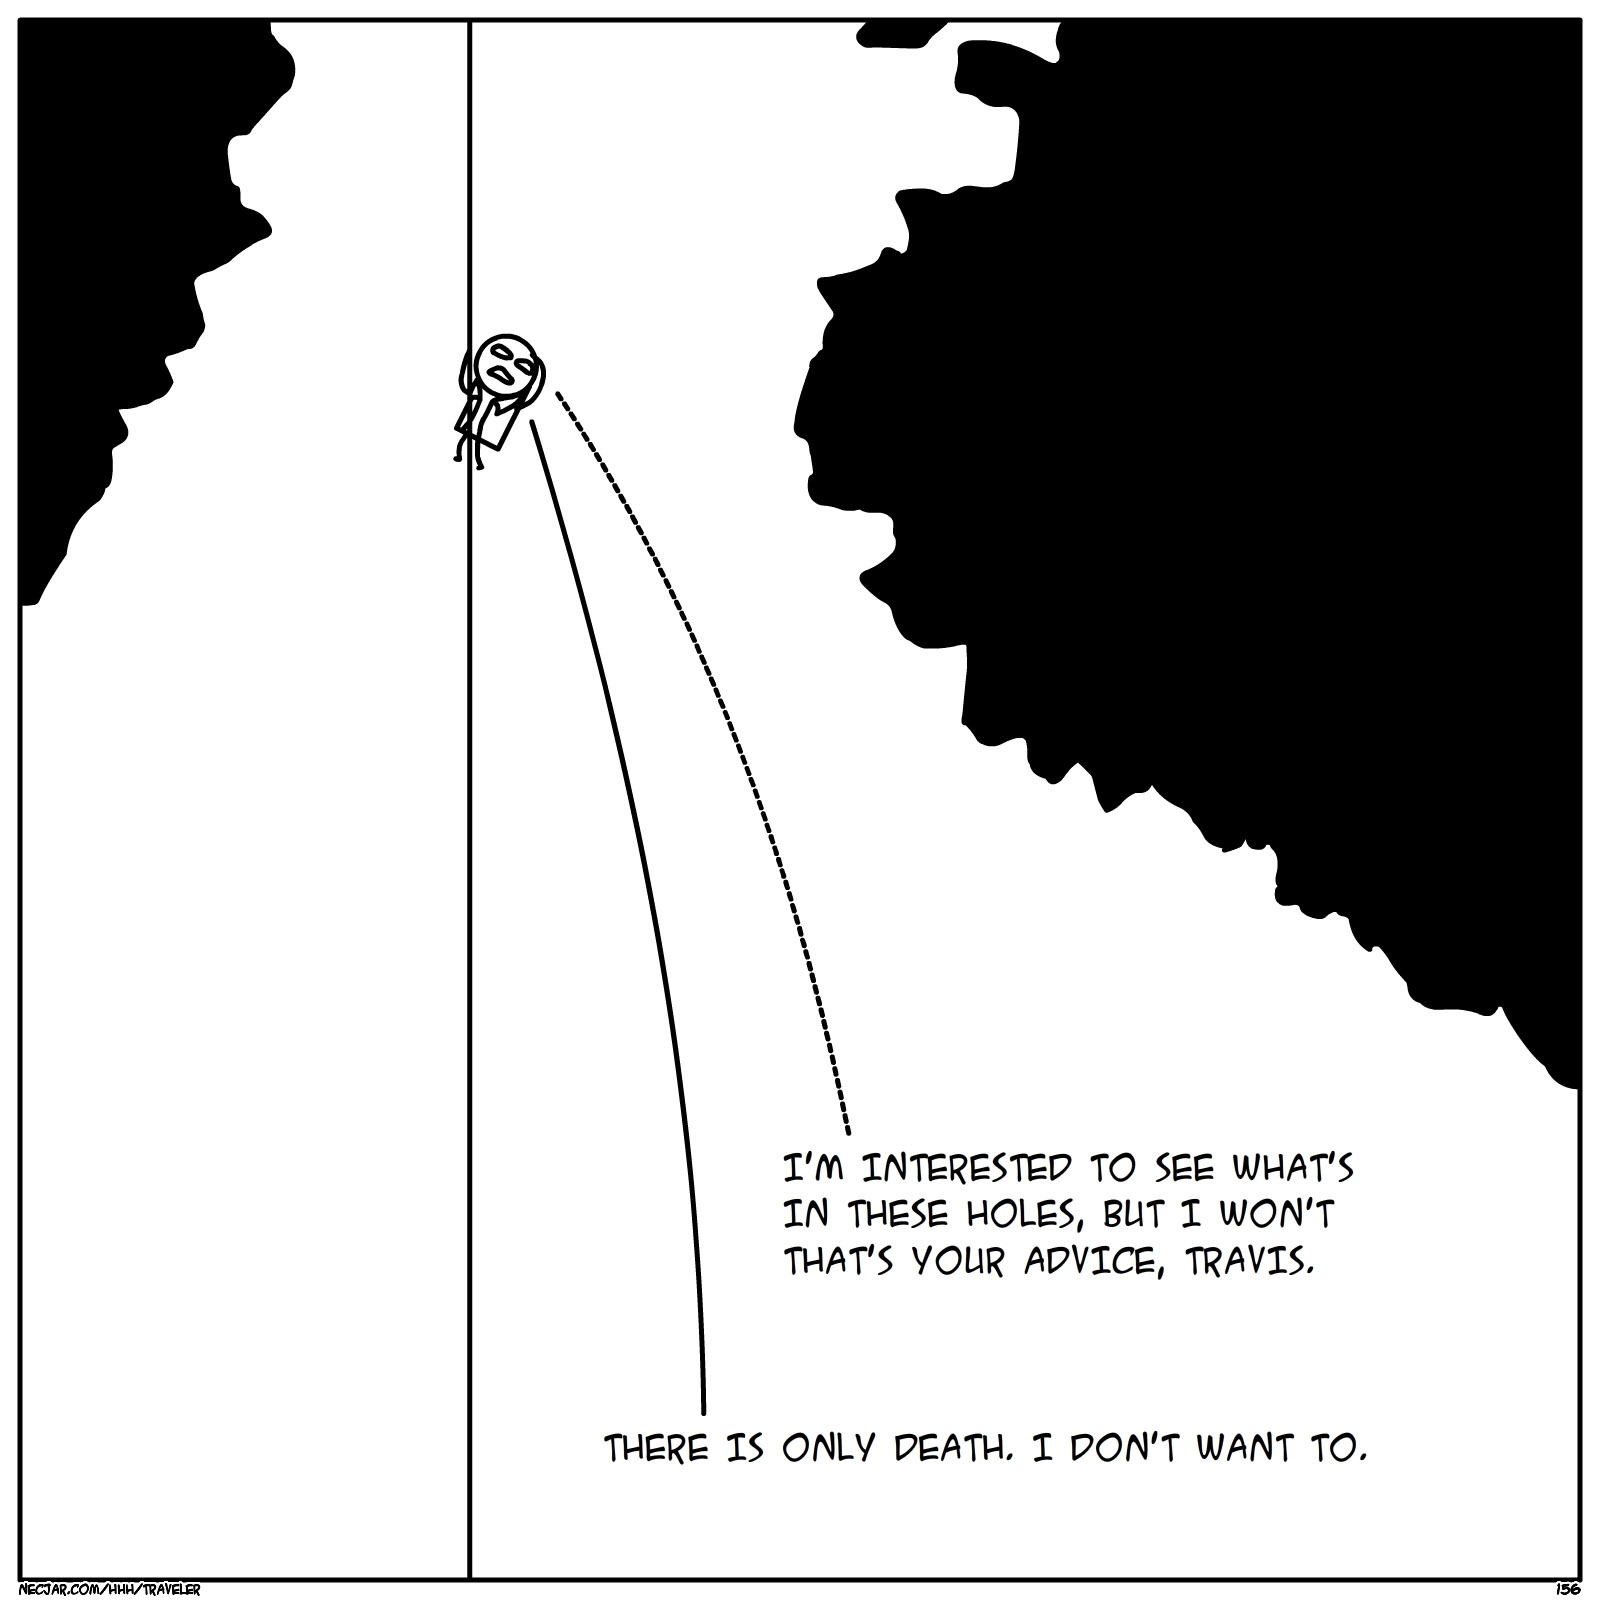 I'M INTERESTED TO SEE WHAT'S
IN THESE HOLES, BUT I WON'T
THAT'S YOUR ADVICE, TRAVIS.
THERE IS ONLY DEATH. I DON'T WANT TO.
NECJAR.COM/HHH/TRAVELER
156